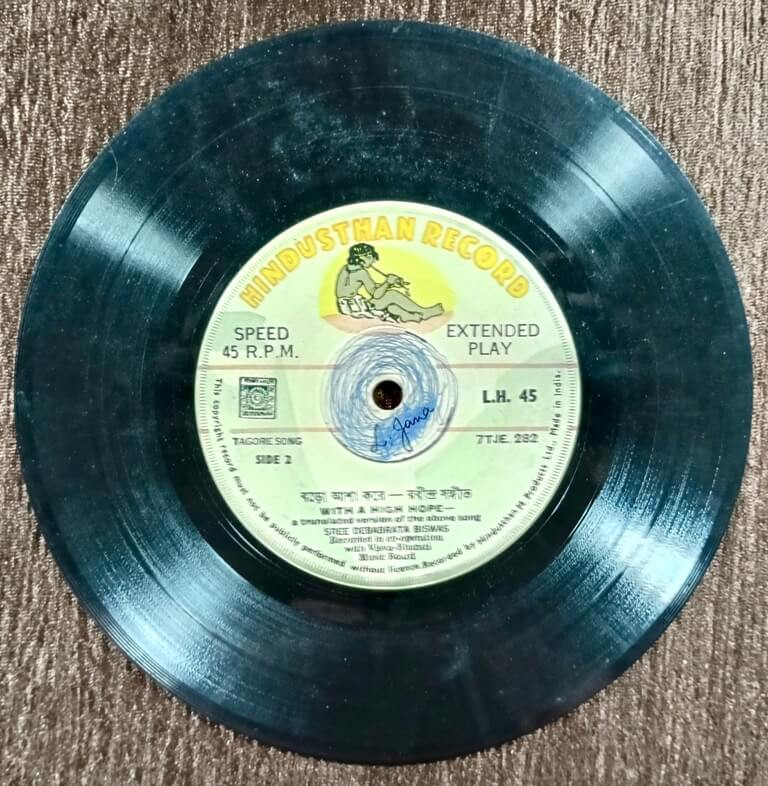 HINDUSTHAN RECORD
SPEED
45 R.P.M.
EXTENDED
PLAY
L.H. 45
TAGORE SONG
7TJE. 282
SIDE 2
L. Jana
বড়ো আশা করে — রবীন্দ্র সঙ্গীত
WITH A HIGH HOPE—
a translated version of the above song
SREE DEBABRATA BISWAS
Recorded in co-operation
with Viswa-Bharati
Music Board
This copyright record must not be publicly performed without licence. Recorded by Hindusthan M. Products Ltd. Made in India.